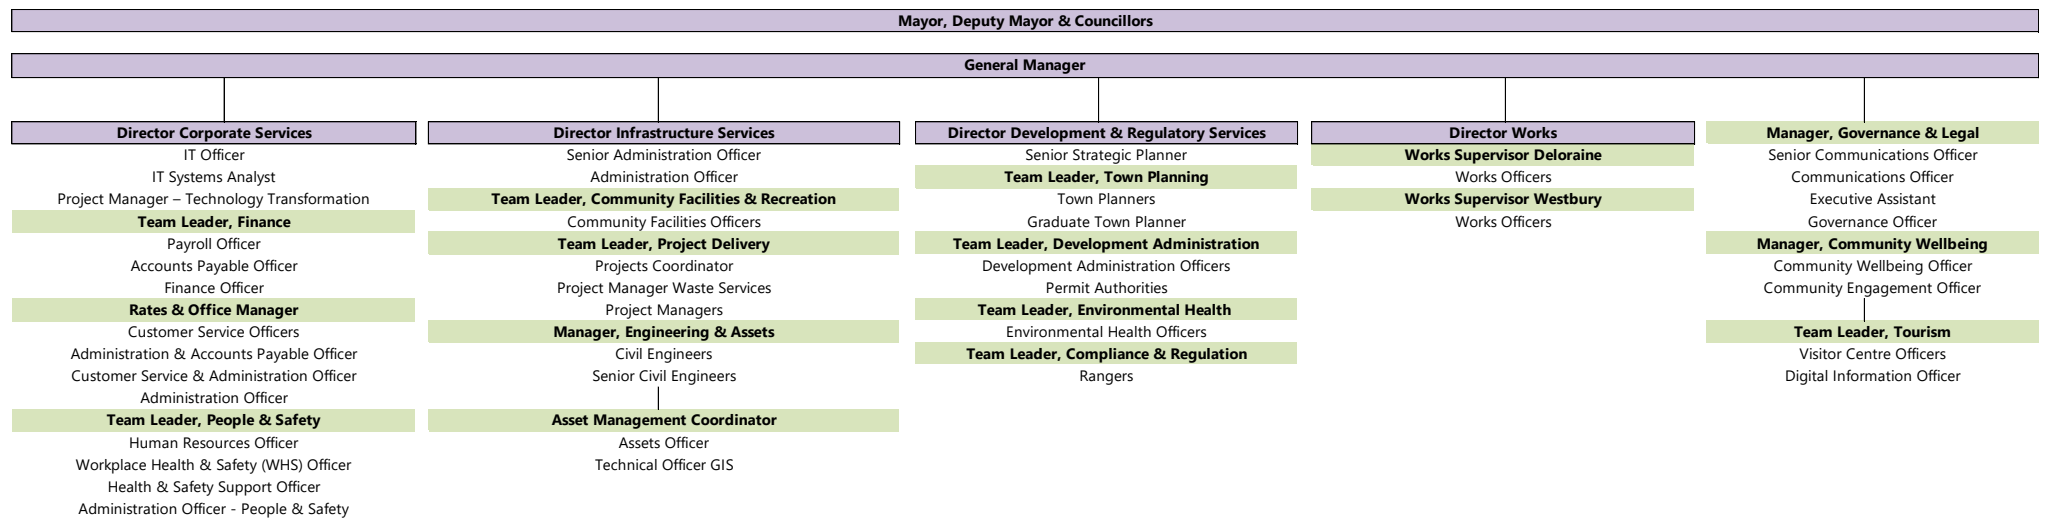 Mayor, Deputy Mayor & Councillors
General Manager
Director Corporate Services
IT Officer
IT Systems Analyst
Project Manager – Technology Transformation
Team Leader, Finance
Payroll Officer
Accounts Payable Officer
Finance Officer
Rates & Office Manager
Customer Service Officers
Administration & Accounts Payable Officer
Customer Service & Administration Officer
Administration Officer
Team Leader, People & Safety
Human Resources Officer
Workplace Health & Safety (WHS) Officer
Health & Safety Support Officer
Administration Officer - People & Safety
Director Infrastructure Services
Senior Administration Officer
Administration Officer
Team Leader, Community Facilities & Recreation
Community Facilities Officers
Team Leader, Project Delivery
Projects Coordinator
Project Manager Waste Services
Project Managers
Manager, Engineering & Assets
Civil Engineers
Senior Civil Engineers
Asset Management Coordinator
Assets Officer
Technical Officer GIS
Director Development & Regulatory Services
Senior Strategic Planner
Team Leader, Town Planning
Town Planners
Graduate Town Planner
Team Leader, Development Administration
Development Administration Officers
Permit Authorities
Team Leader, Environmental Health
Environmental Health Officers
Team Leader, Compliance & Regulation
Rangers
Director Works
Works Supervisor Deloraine
Works Officers
Works Supervisor Westbury
Works Officers
Manager, Governance & Legal
Senior Communications Officer
Communications Officer
Executive Assistant
Governance Officer
Manager, Community Wellbeing
Community Wellbeing Officer
Community Engagement Officer
Team Leader, Tourism
Visitor Centre Officers
Digital Information Officer